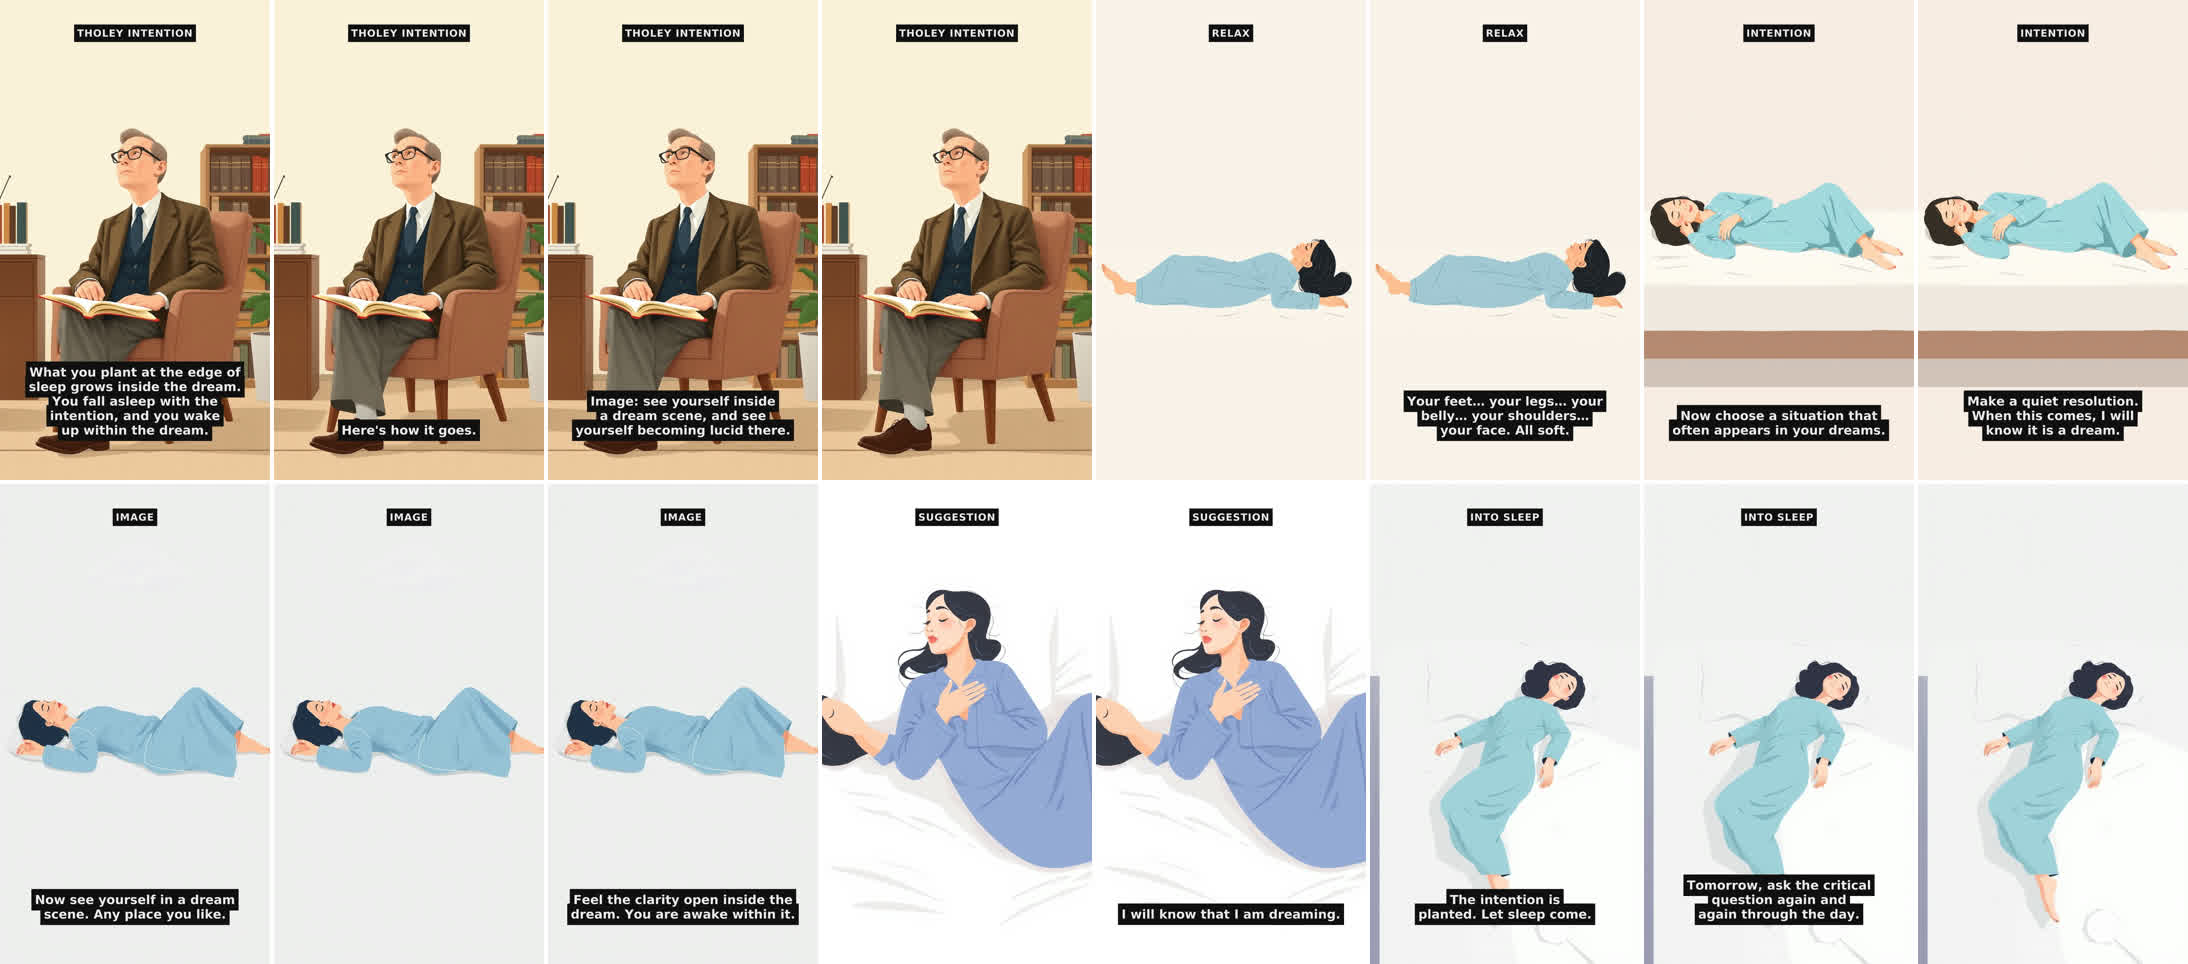 THOLEY INTENTION
What you plant at the edge of
sleep grows inside the dream.
You fall asleep with the
intention, and you wake
up within the dream.
THOLEY INTENTION
Here's how it goes.
THOLEY INTENTION
Image: see yourself inside
a dream scene, and see
yourself becoming lucid there.
THOLEY INTENTION
RELAX
RELAX
Your feet... your legs... your
belly... your shoulders...
your face. All soft.
INTENTION
Now choose a situation that
often appears in your dreams.
INTENTION
Make a quiet resolution.
When this comes, I will
know it is a dream.
IMAGE
Now see yourself in a dream
scene. Any place you like.
IMAGE
IMAGE
Feel the clarity open inside the
dream. You are awake within it.
SUGGESTION
SUGGESTION
I will know that I am dreaming.
INTO SLEEP
The intention is
planted. Let sleep come.
INTO SLEEP
Tomorrow, ask the critical
question again and
again through the day.